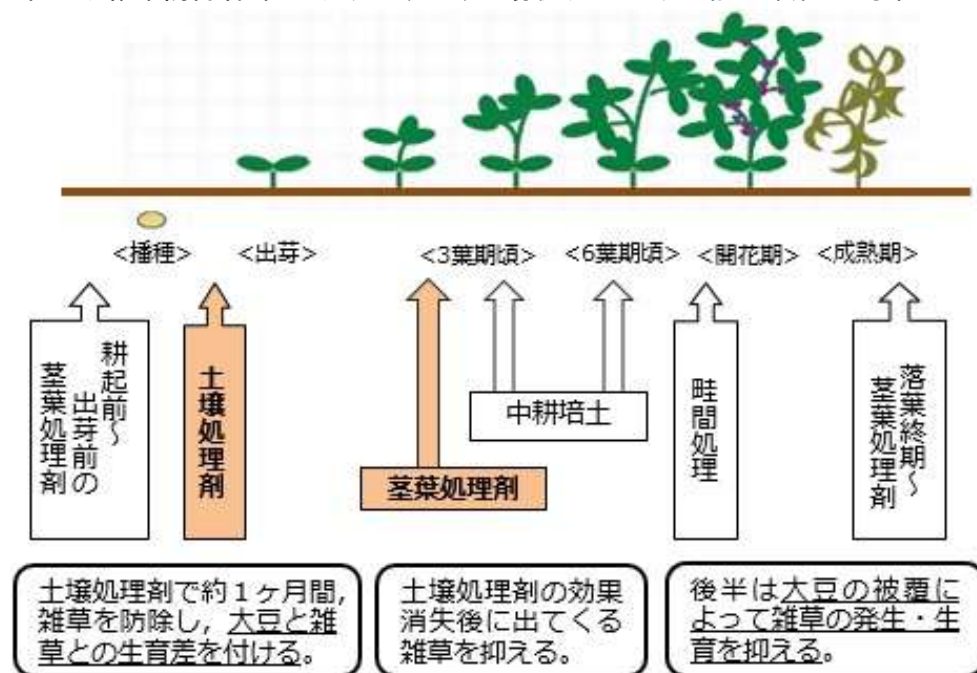 <播種>
<出芽>
<3葉期頃>
<6葉期頃>
<開花期>
<成熟期>
耕起前～
出芽前の
茎葉処理剤
土壌処理剤
茎葉処理剤
中耕培土
畦間処理
落葉終期～
茎葉処理剤
土壌処理剤で約１ヶ月間，
雑草を防除し，大豆と雑
草との生育差を付ける。
土壌処理剤の効果
消失後に出てくる
雑草を抑える。
後半は大豆の被覆に
よって雑草の発生・生
育を抑える。